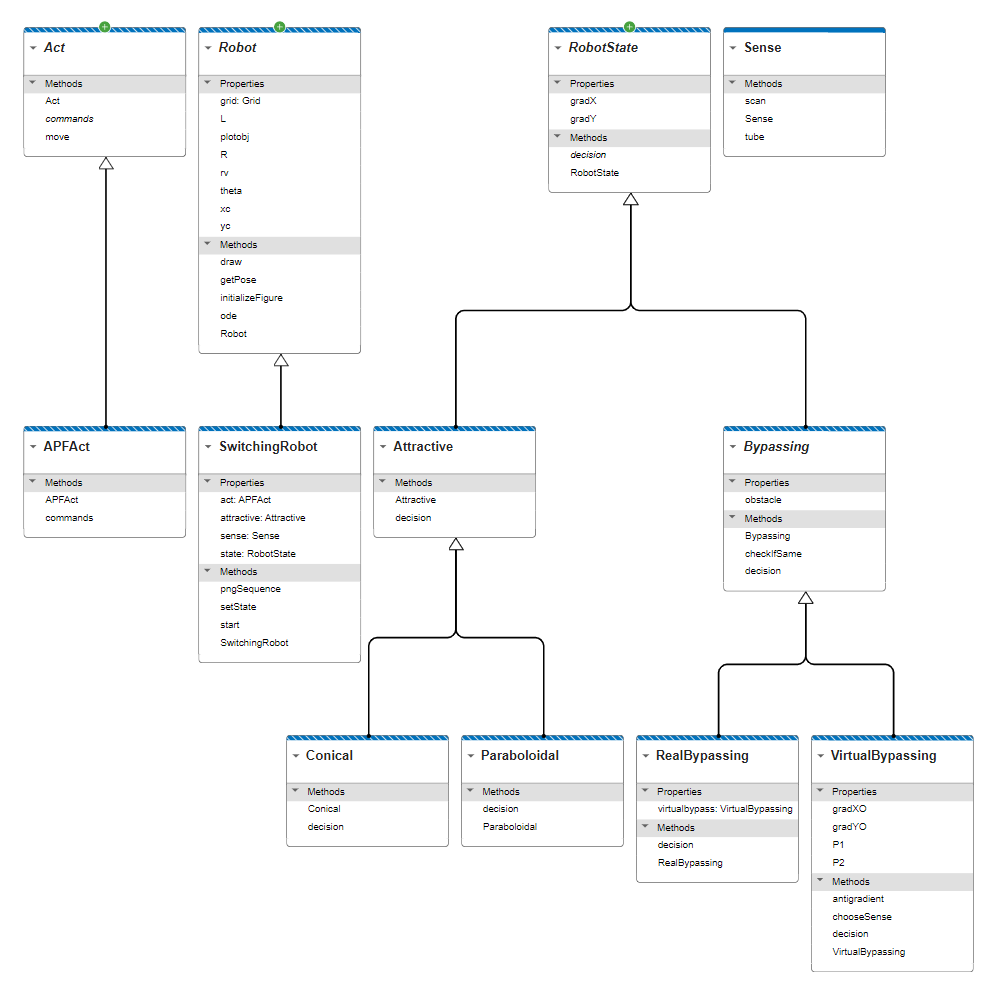 Act
Methods
Act
commands
move
Robot
Properties
grid: Grid
L
plotobj
R
rv
theta
xc
yc
Methods
draw
getPose
initializeFigure
ode
Robot
RobotState
Properties
gradX
gradY
Methods
decision
RobotState
Sense
Methods
scan
Sense
tube
APFAct
Methods
APFAct
commands
SwitchingRobot
Properties
act: APFAct
attractive: Attractive
sense: Sense
state: RobotState
Methods
pngSequence
setState
start
SwitchingRobot
Attractive
Methods
Attractive
decision
Bypassing
Properties
obstacle
Methods
Bypassing
checkIfSame
decision
Conical
Methods
Conical
decision
Paraboloidal
Methods
decision
Paraboloidal
RealBypassing
Properties
virtualbypass: VirtualBypassing
Methods
decision
RealBypassing
VirtualBypassing
Properties
gradXO
gradYO
P1
P2
Methods
antigradient
chooseSense
decision
VirtualBypassing